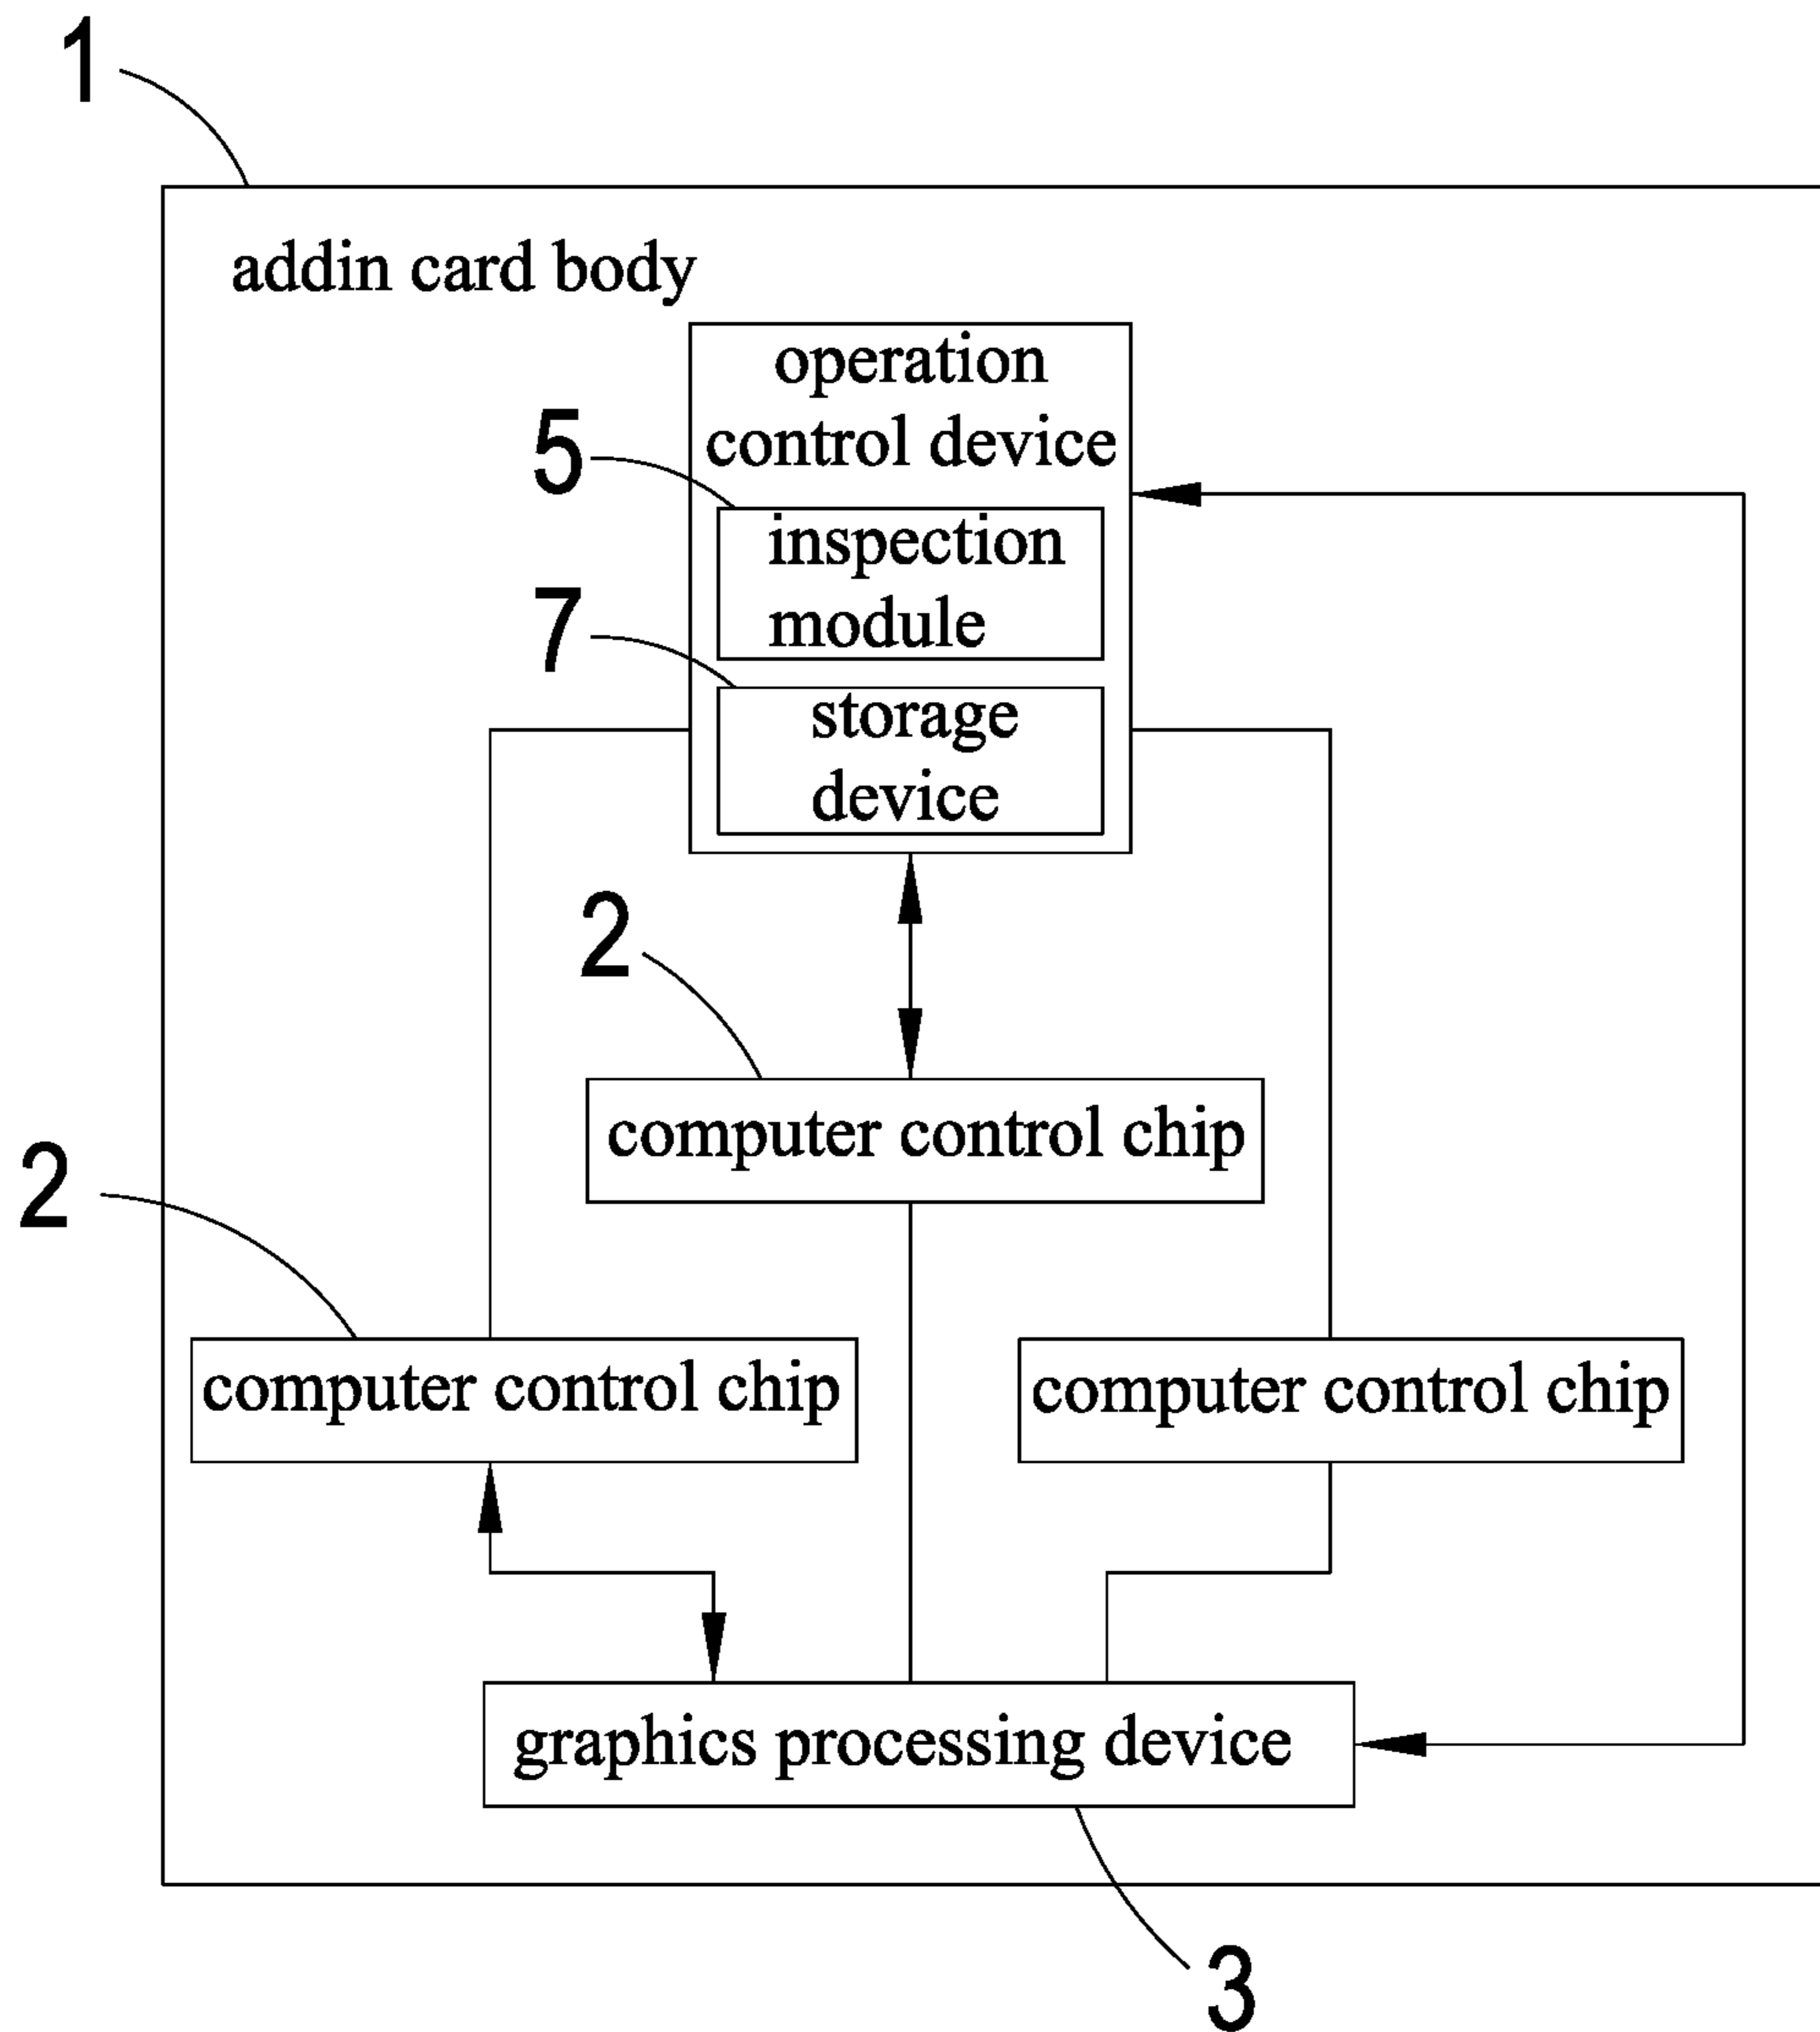 1
addin card body
operation
control device
5
inspection
module
7
storage
device
2
computer control chip
2
computer control chip
computer control chip
graphics processing device
3